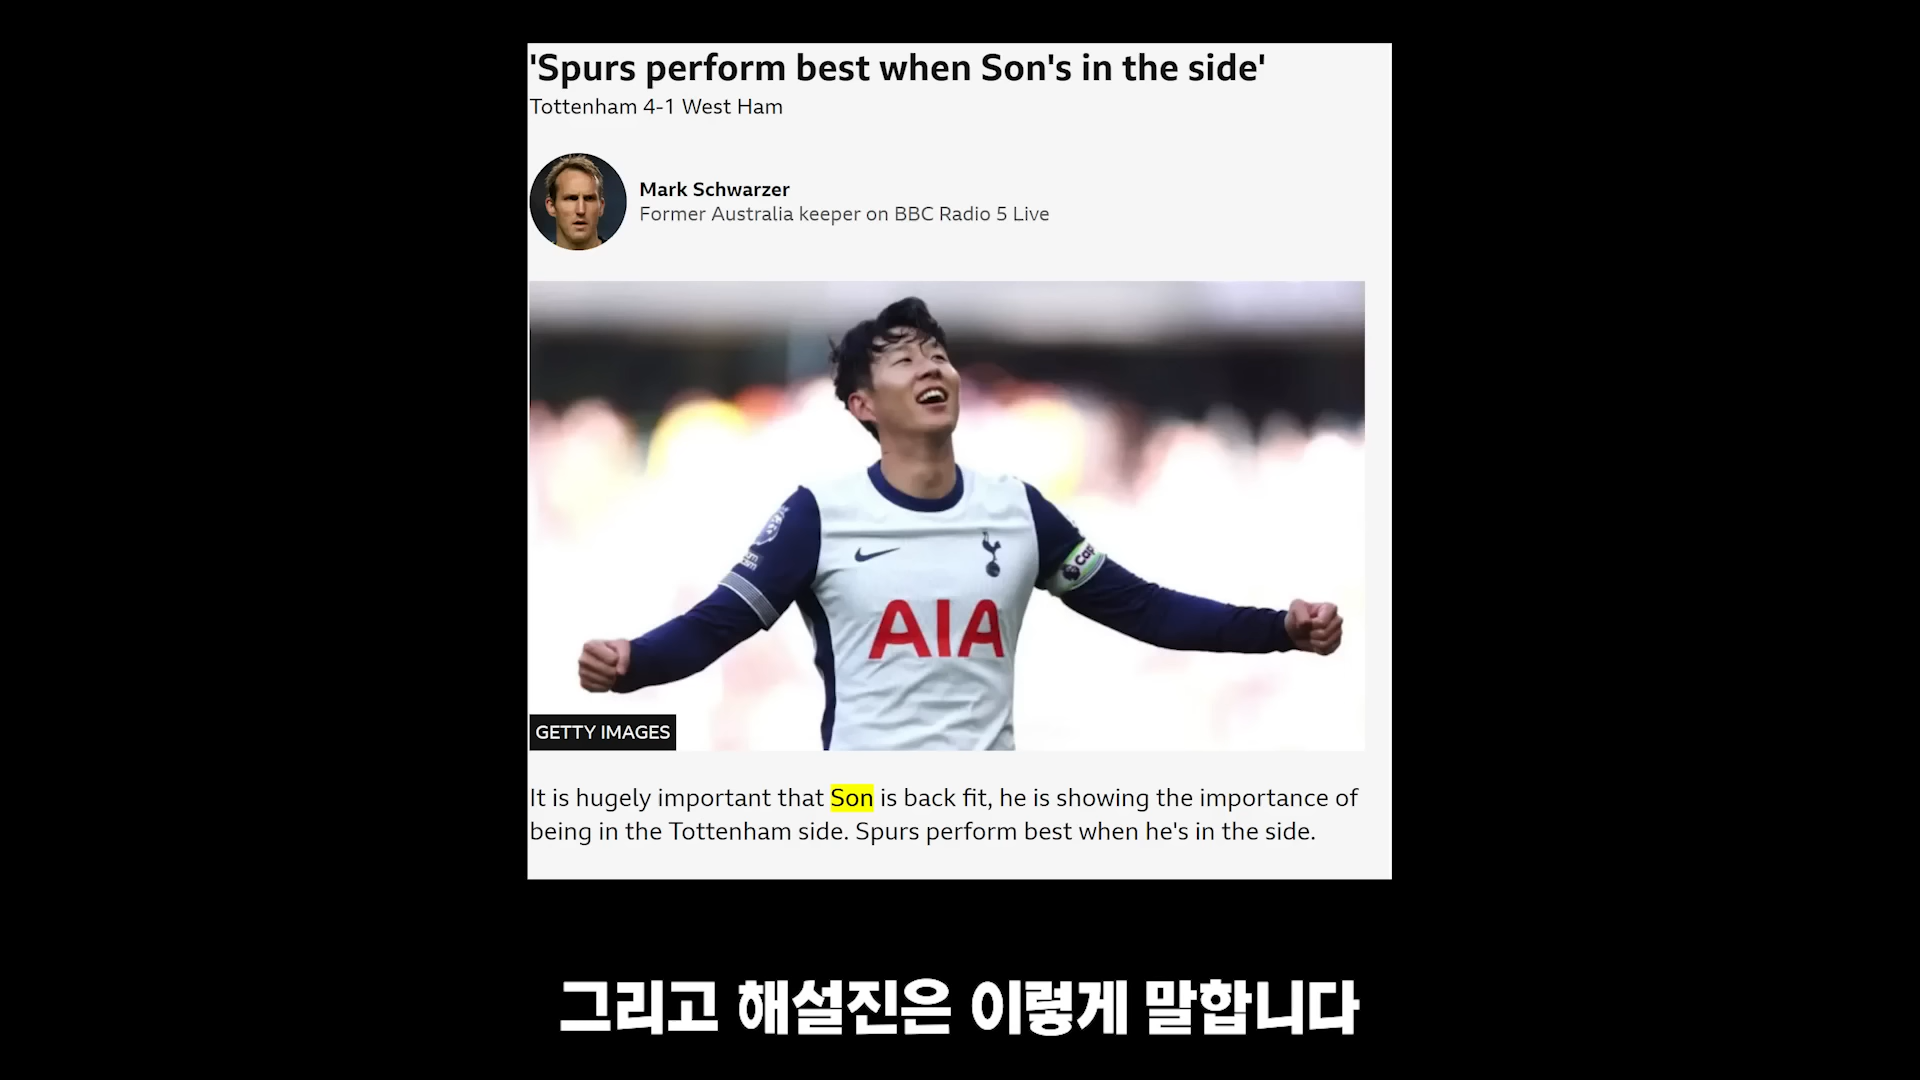 'Spurs perform best when Son's in the side'
Tottenham 4-1 West Ham
Mark Schwarzer
Former Australia keeper on BBC Radio 5 Live
AIA
GETTY IMAGES
It is hugely important that Son is back fit, he is showing the importance of
being in the Tottenham side. Spurs perform best when he's in the side.
그리고 해설진은 이렇게 말합니다